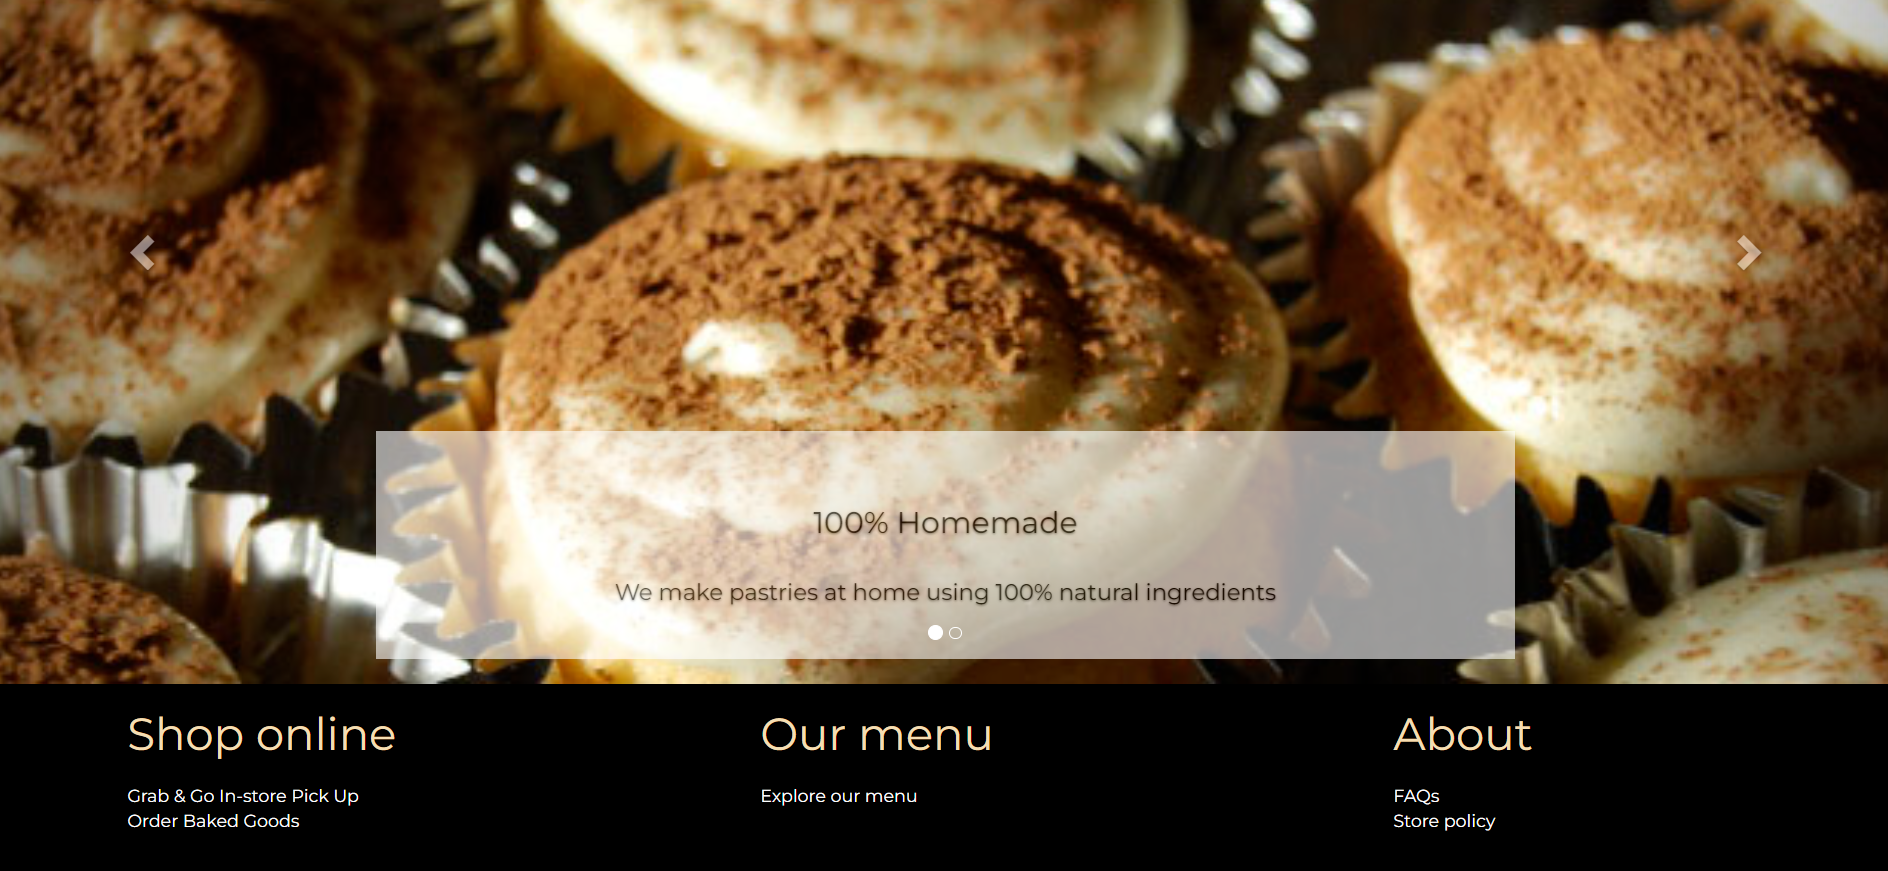 100% Homemade
We make pastries at home using 100% natural ingredients
Shop online
Our menu
About
Grab & Go In-store Pick Up
Explore our menu
FAQs
Order Baked Goods
Store policy